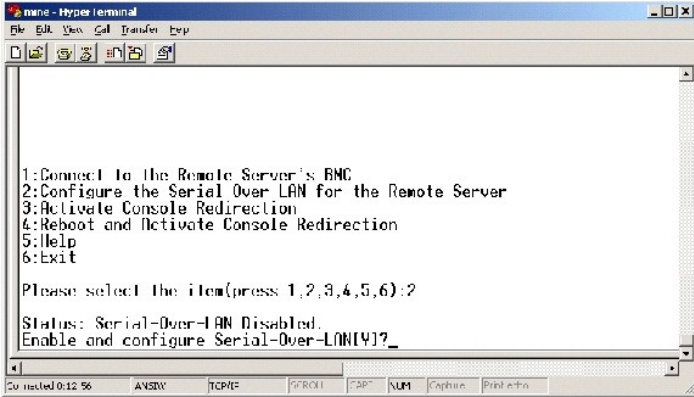 mine - HyperTerminal
File Edit View Call Transfer Help
1:Connect to the Remote Server's BMC
2:Configure the Serial Over LAN for the Remote Server
3:Activate Console Redirection
4:Reboot and Activate Console Redirection
5:Help
6:Exit
Please select the item(press 1,2,3,4,5,6):2
Status: Serial-Over-LAN Disabled.
Enable and configure Serial-Over-LAN[Y]?_
Connected 0:12:56 ANSIW TCP/IP SCROLL CAPS NUM Capture Print echo